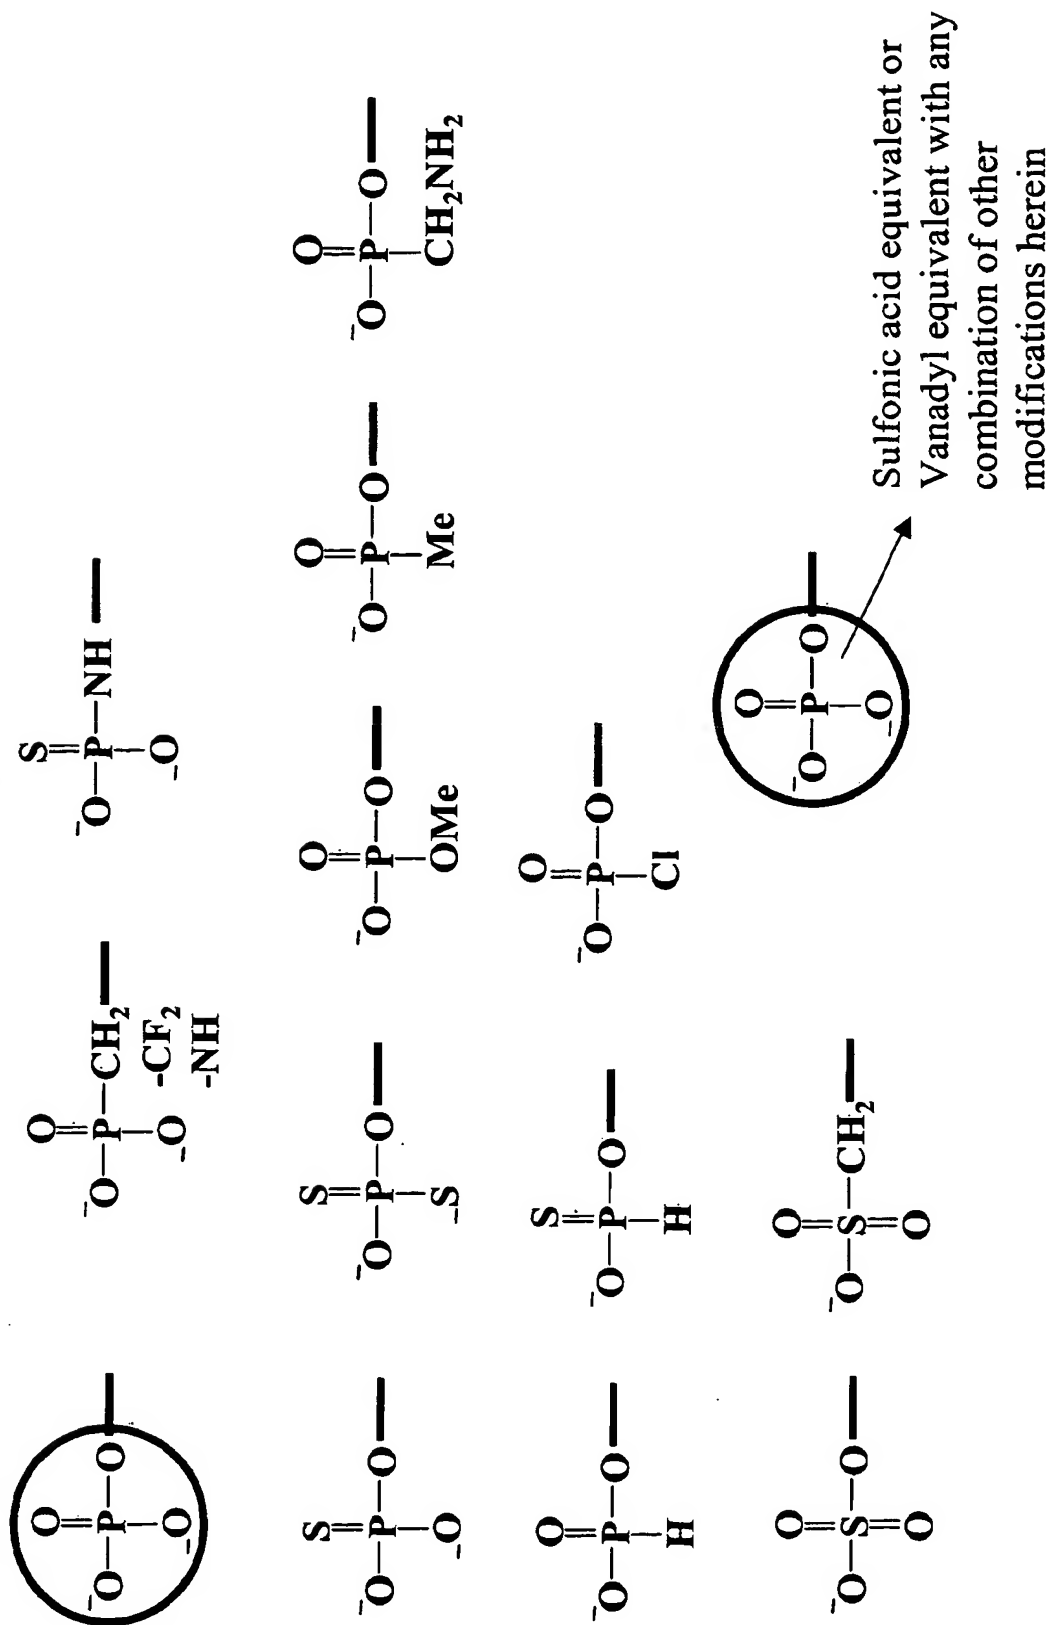 O
⁻O–P–O
O⁻
O
⁻O–P–CH₂
O⁻
-CF₂
-NH
S
⁻O–P–NH
O⁻
S
⁻O–P–O
O⁻
S
⁻O–P–O
S⁻
O
⁻O–P–O
OMe
O
⁻O–P–O
Me
O
⁻O–P–O
CH₂NH₂
O
⁻O–P–O
H
S
⁻O–P–O
H
O
⁻O–P–O
Cl
O
⁻O–S–O
O
O
⁻O–S–CH₂
O
O
⁻O–P–O
O⁻
Sulfonic acid equivalent or
Vanadyl equivalent with any
combination of other
modifications herein